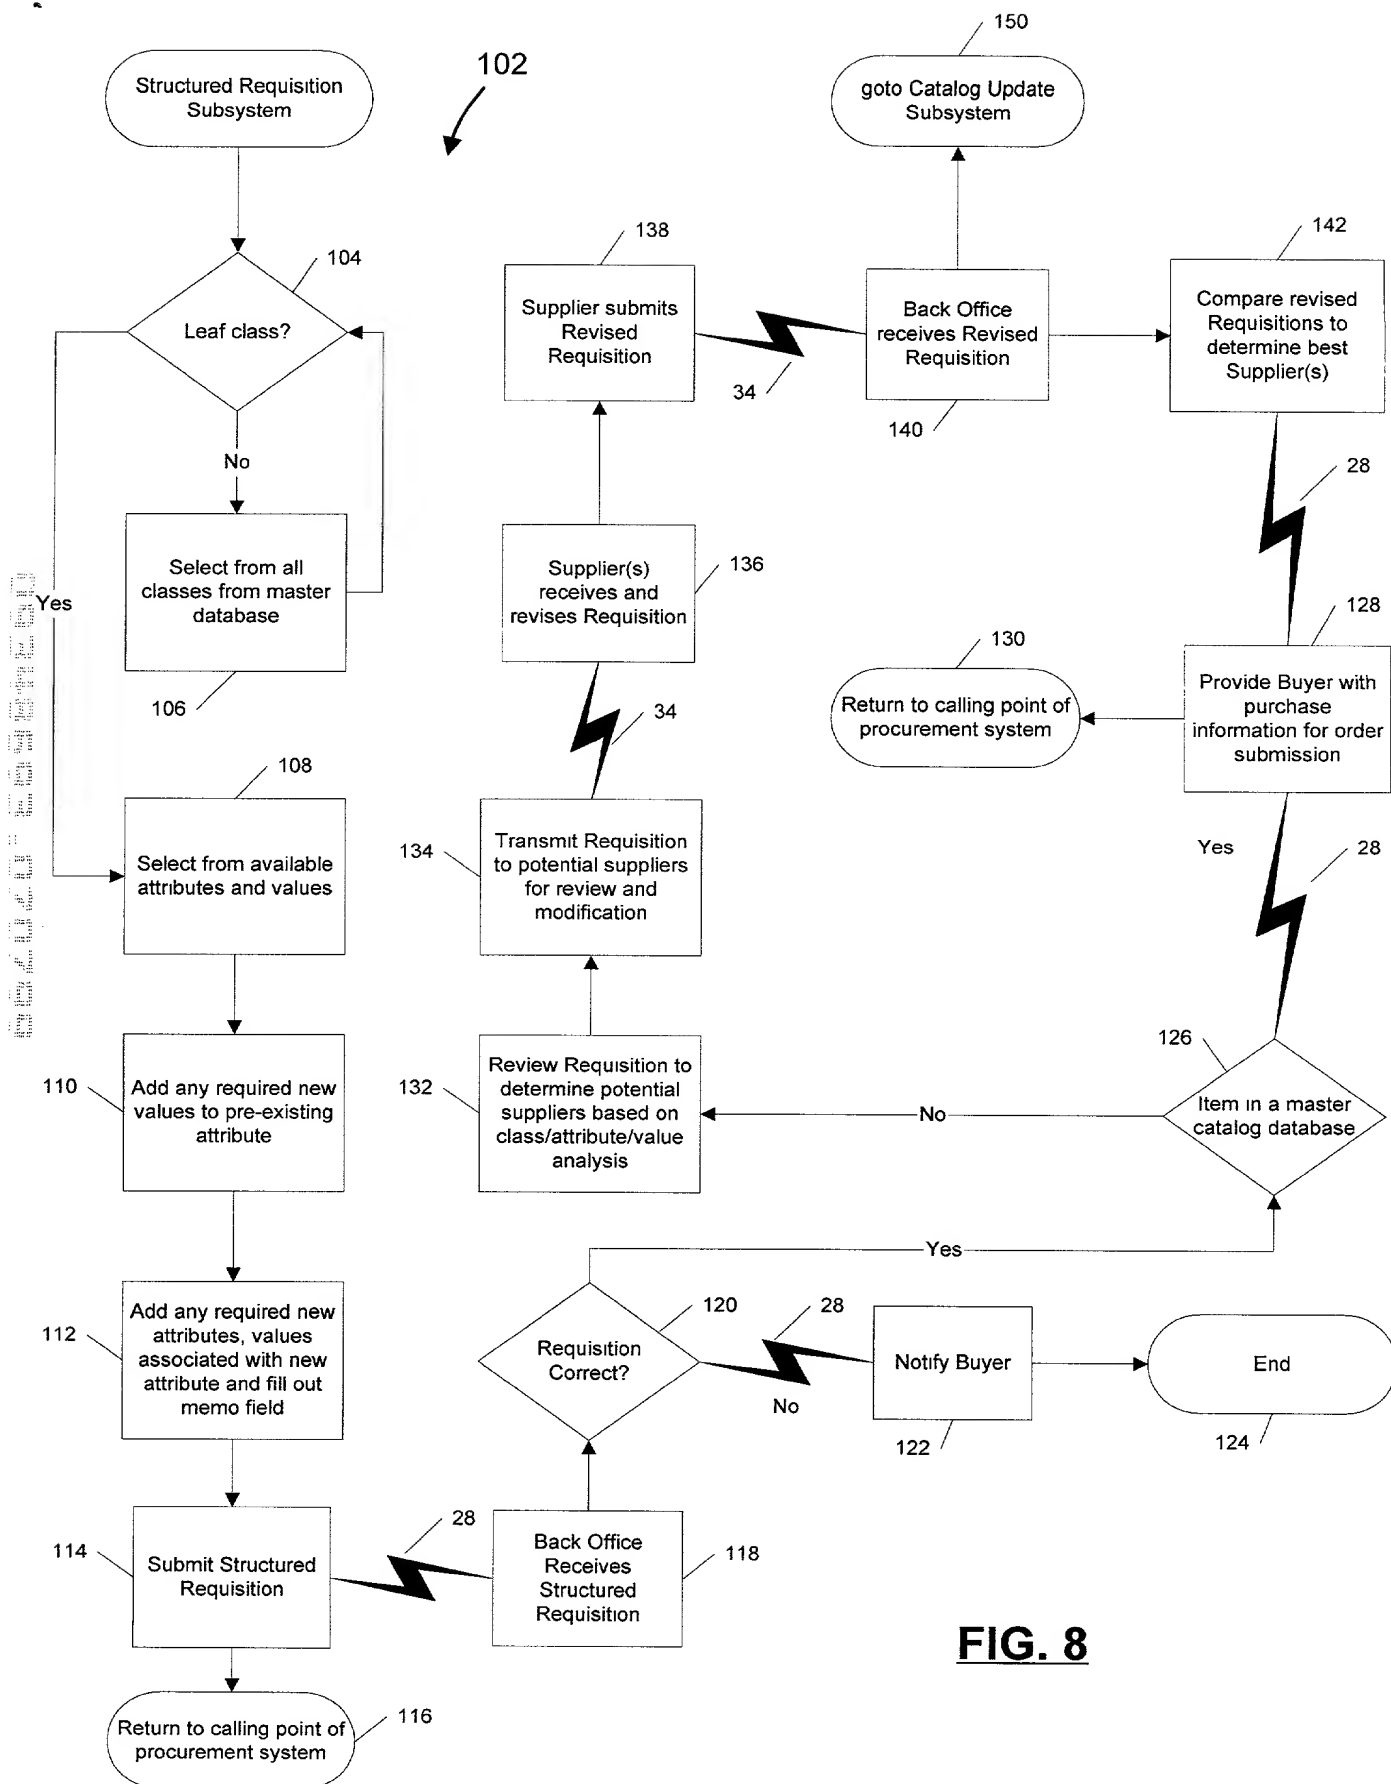 Structured Requisition
Subsystem
102
150
goto Catalog Update
Subsystem
104
Leaf class?
No
Yes
Select from all
classes from master
database
106
108
Select from available
attributes and values
110
Add any required new
values to pre-existing
attribute
112
Add any required new
attributes, values
associated with new
attribute and fill out
memo field
114
Submit Structured
Requisition
116
Return to calling point of
procurement system
138
Supplier submits
Revised
Requisition
34
Back Office
receives Revised
Requisition
140
142
Compare revised
Requisitions to
determine best
Supplier(s)
28
136
Supplier(s)
receives and
revises Requisition
34
128
Provide Buyer with
purchase
information for order
submission
130
Return to calling point of
procurement system
134
Transmit Requisition
to potential suppliers
for review and
modification
Yes
28
132
Review Requisition to
determine potential
suppliers based on
class/attribute/value
analysis
No
126
Item in a master
catalog database
Yes
120
Requisition
Correct?
28
No
Notify Buyer
122
End
124
28
Back Office
Receives
Structured
Requisition
118
FIG. 8